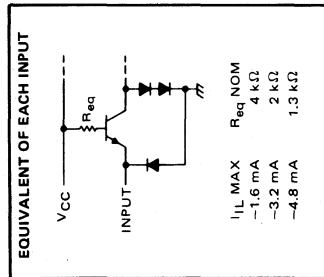 EQUIVALENT OF EACH INPUT
VCC
Req
INPUT
IIL MAX Req NOM
−1.6 mA 4 kΩ
−3.2 mA 2 kΩ
−4.8 mA 1.3 kΩ